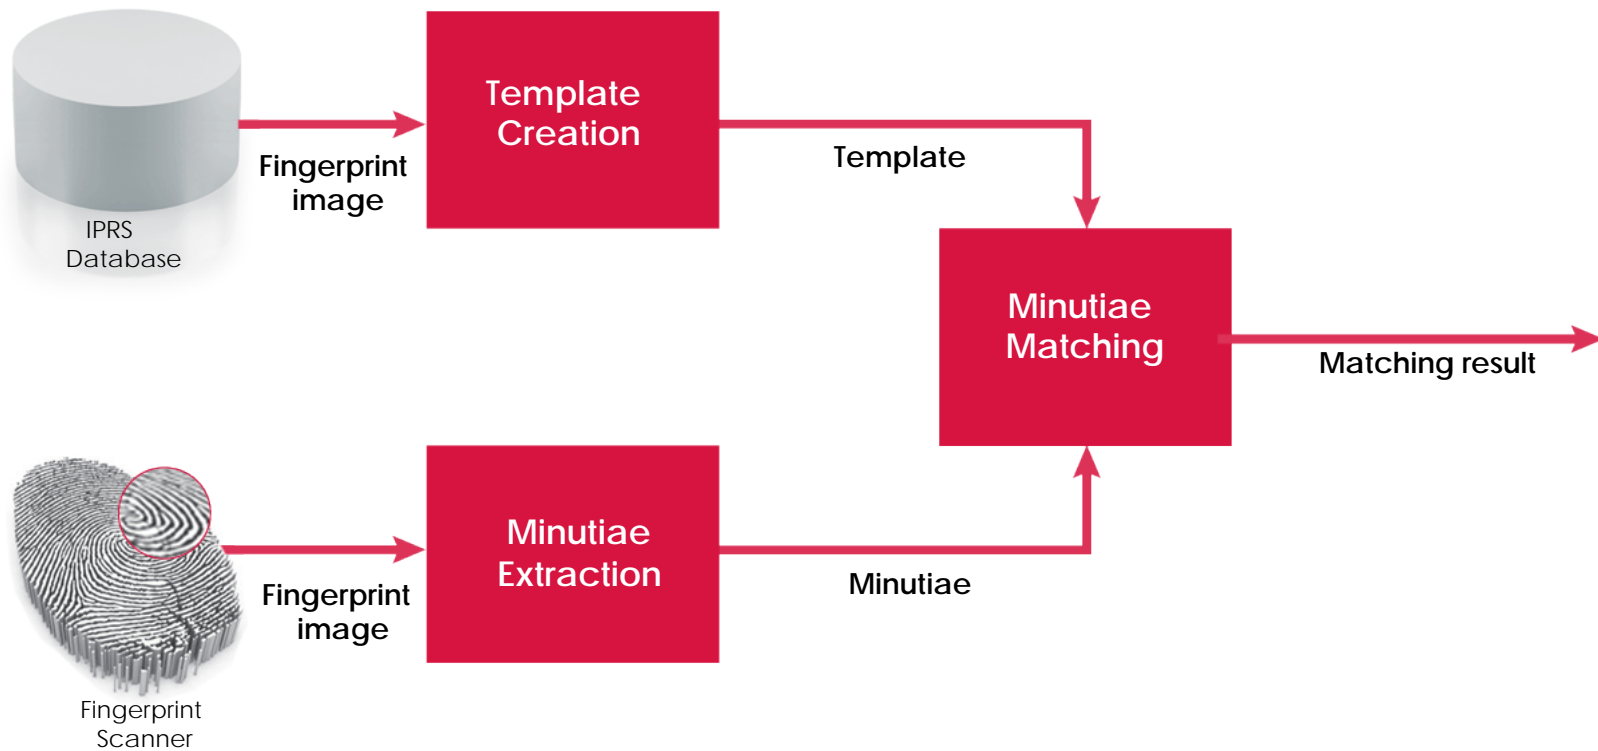 Template
Creation
Fingerprint
image
Template
IPRS
Database
Minutiae
Matching
Matching result
Minutiae
Extraction
Fingerprint
image
Minutiae
Fingerprint
Scanner